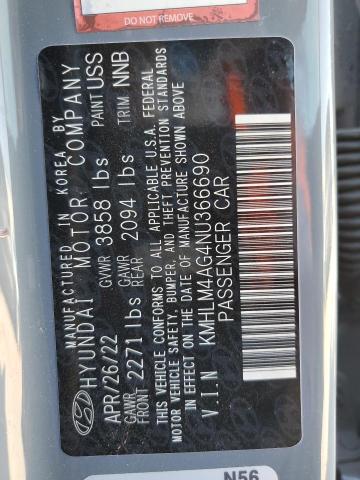 DO NOT REMOVE
MANUFACTURED IN KOREA BY
HYUNDAI MOTOR COMPANY
APR/26/22 GVWR 3858 lbs PAINT USS
GAWR FRONT 2271 lbs GAWR REAR 2094 lbs TRIM NNB
THIS VEHICLE CONFORMS TO ALL APPLICABLE U.S.A. FEDERAL
MOTOR VEHICLE SAFETY, BUMPER, AND THEFT PREVENTION STANDARDS
IN EFFECT ON THE DATE OF MANUFACTURE SHOWN ABOVE
V.I.N KMHLM4AG4NU366690
PASSENGER CAR
N56